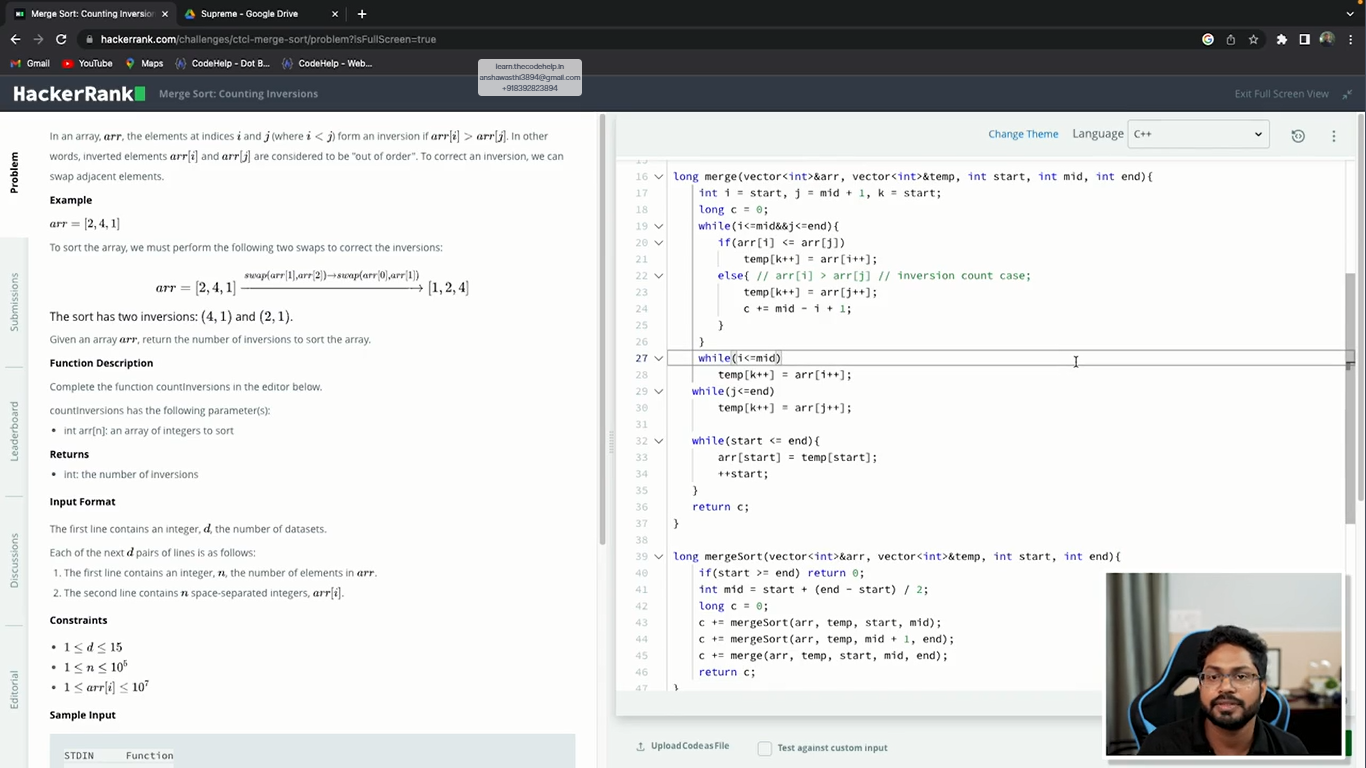 Merge Sort: Counting Inversion
Supreme - Google Drive
hackerrank.com/challenges/ctcl-merge-sort/problem?isFullScreen=true
Gmail
YouTube
Maps
CodeHelp - Dot B...
CodeHelp - Web...
learn.thecodehelp.in
anshawasthi3894@gmail.com
+918392823894
HackerRank
Merge Sort: Counting Inversions
Exit Full Screen View
Problem
Submissions
Leaderboard
Discussions
Editorial
In an array, arr, the elements at indices i and j (where i < j) form an inversion if arr[i] > arr[j]. In other
words, inverted elements arr[i] and arr[j] are considered to be "out of order". To correct an inversion, we can
swap adjacent elements.
Example
arr = [2, 4, 1]
To sort the array, we must perform the following two swaps to correct the inversions:
arr = [2, 4, 1] swap(arr[1],arr[2])→swap(arr[0],arr[1]) [1, 2, 4]
The sort has two inversions: (4, 1) and (2, 1).
Given an array arr, return the number of inversions to sort the array.
Function Description
Complete the function countInversions in the editor below.
countInversions has the following parameter(s):
• int arr[n]: an array of integers to sort
Returns
• int: the number of inversions
Input Format
The first line contains an integer, d, the number of datasets.
Each of the next d pairs of lines is as follows:
1. The first line contains an integer, n, the number of elements in arr.
2. The second line contains n space-separated integers, arr[i].
Constraints
• 1 ≤ d ≤ 15
• 1 ≤ n ≤ 10^5
• 1 ≤ arr[i] ≤ 10^7
Sample Input
STDIN Function
Change Theme
Language
C++
15
16 long merge(vector<int>&arr, vector<int>&temp, int start, int mid, int end){
17 int i = start, j = mid + 1, k = start;
18 long c = 0;
19 while(i<=mid&&j<=end){
20 if(arr[i] <= arr[j])
21 temp[k++] = arr[i++];
22 else{ // arr[i] > arr[j] // inversion count case;
23 temp[k++] = arr[j++];
24 c += mid - i + 1;
25 }
26 }
27 while(i<=mid)
28 temp[k++] = arr[i++];
29 while(j<=end)
30 temp[k++] = arr[j++];
31
32 while(start <= end){
33 arr[start] = temp[start];
34 ++start;
35 }
36 return c;
37 }
38
39 long mergeSort(vector<int>&arr, vector<int>&temp, int start, int end){
40 if(start >= end) return 0;
41 int mid = start + (end - start) / 2;
42 long c = 0;
43 c += mergeSort(arr, temp, start, mid);
44 c += mergeSort(arr, temp, mid + 1, end);
45 c += merge(arr, temp, start, mid, end);
46 return c;
47 }
Upload Code as File
Test against custom input